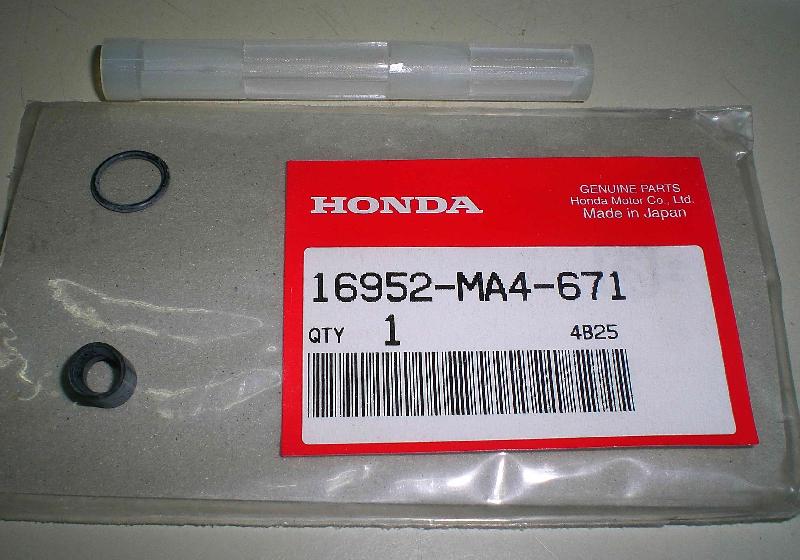 HONDA
GENUINE PARTS
Honda Motor Co., Ltd.
Made in Japan
16952-MA4-671
QTY 1 4B25